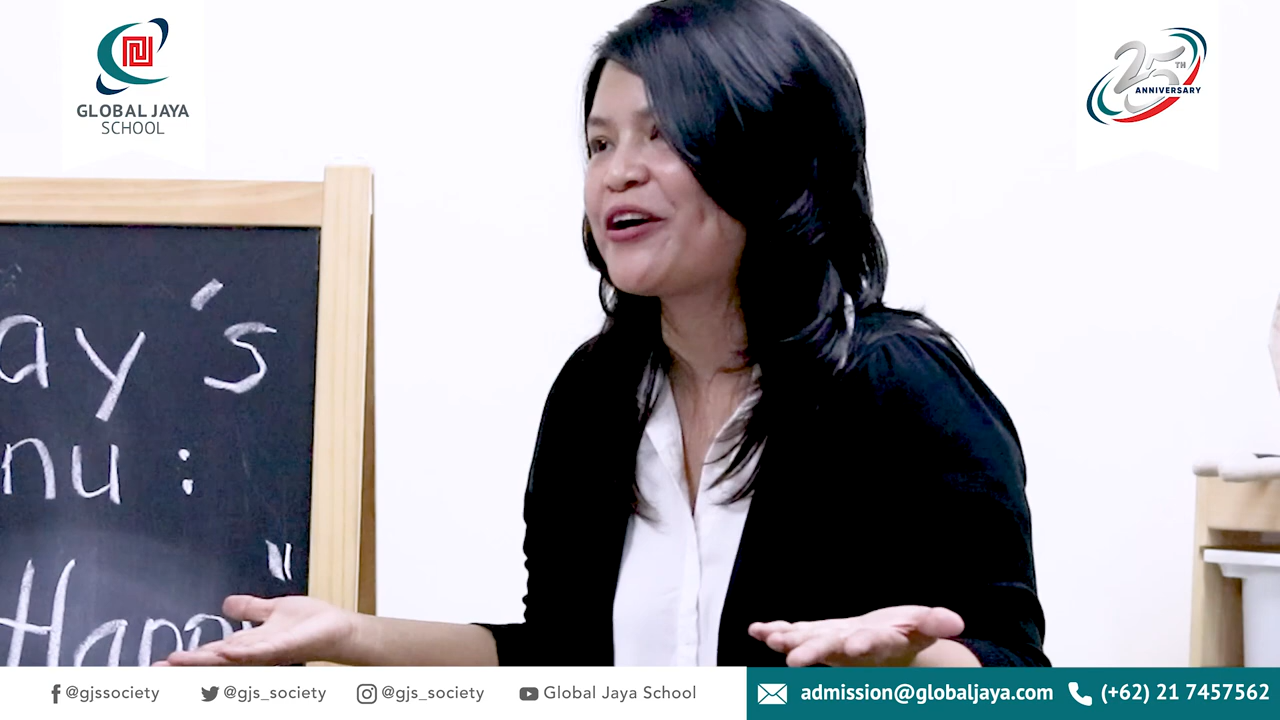 GLOBAL JAYA
SCHOOL
25TH
ANNIVERSARY
ay's
nu :
"
Happy
@gjssociety
@gjs_society
@gjs_society
Global Jaya School
admission@globaljaya.com
(+62) 21 7457562